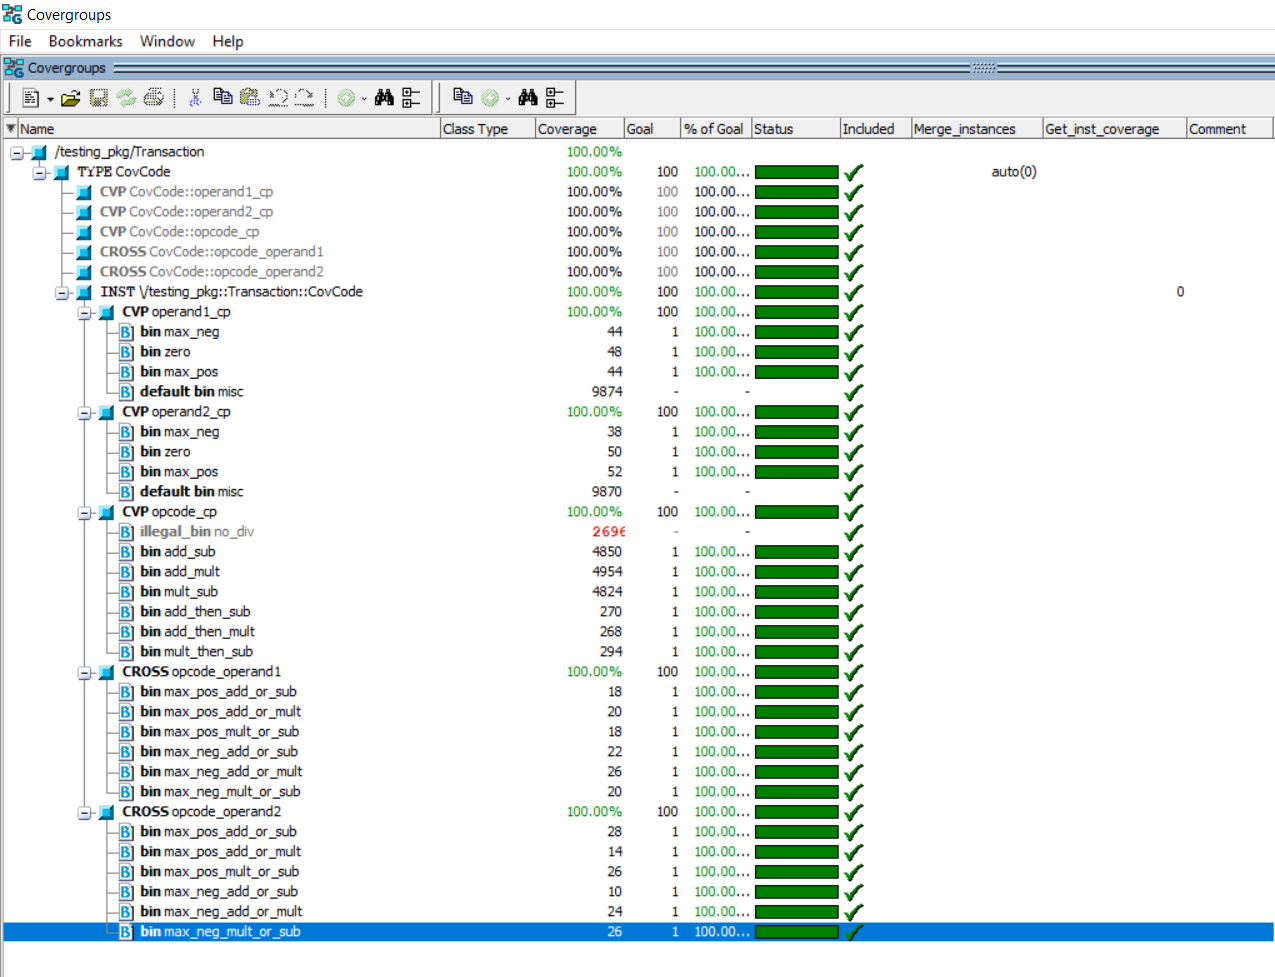 Covergroups
File Bookmarks Window Help
Covergroups
Name Class Type Coverage Goal % of Goal Status Included Merge_instances Get_inst_coverage Comment
/testing_pkg/Transaction 100.00%
TYPE CovCode 100.00% 100 100.00... auto(0)
CVP CovCode::operand1_cp 100.00% 100 100.00...
CVP CovCode::operand2_cp 100.00% 100 100.00...
CVP CovCode::opcode_cp 100.00% 100 100.00...
CROSS CovCode::opcode_operand1 100.00% 100 100.00...
CROSS CovCode::opcode_operand2 100.00% 100 100.00...
INST \/testing_pkg::Transaction::CovCode 100.00% 100 100.00... 0
CVP operand1_cp 100.00% 100 100.00...
B] bin max_neg 44 1 100.00...
B] bin zero 48 1 100.00...
B] bin max_pos 44 1 100.00...
B] default bin misc 9874 - -
CVP operand2_cp 100.00% 100 100.00...
B] bin max_neg 38 1 100.00...
B] bin zero 50 1 100.00...
B] bin max_pos 52 1 100.00...
B] default bin misc 9870 - -
CVP opcode_cp 100.00% 100 100.00...
B] illegal_bin no_div 2696 - -
B] bin add_sub 4850 1 100.00...
B] bin add_mult 4954 1 100.00...
B] bin mult_sub 4824 1 100.00...
B] bin add_then_sub 270 1 100.00...
B] bin add_then_mult 268 1 100.00...
B] bin mult_then_sub 294 1 100.00...
CROSS opcode_operand1 100.00% 100 100.00...
B] bin max_pos_add_or_sub 18 1 100.00...
B] bin max_pos_add_or_mult 20 1 100.00...
B] bin max_pos_mult_or_sub 18 1 100.00...
B] bin max_neg_add_or_sub 22 1 100.00...
B] bin max_neg_add_or_mult 26 1 100.00...
B] bin max_neg_mult_or_sub 20 1 100.00...
CROSS opcode_operand2 100.00% 100 100.00...
B] bin max_pos_add_or_sub 28 1 100.00...
B] bin max_pos_add_or_mult 14 1 100.00...
B] bin max_pos_mult_or_sub 26 1 100.00...
B] bin max_neg_add_or_sub 10 1 100.00...
B] bin max_neg_add_or_mult 24 1 100.00...
B] bin max_neg_mult_or_sub 26 1 100.00...